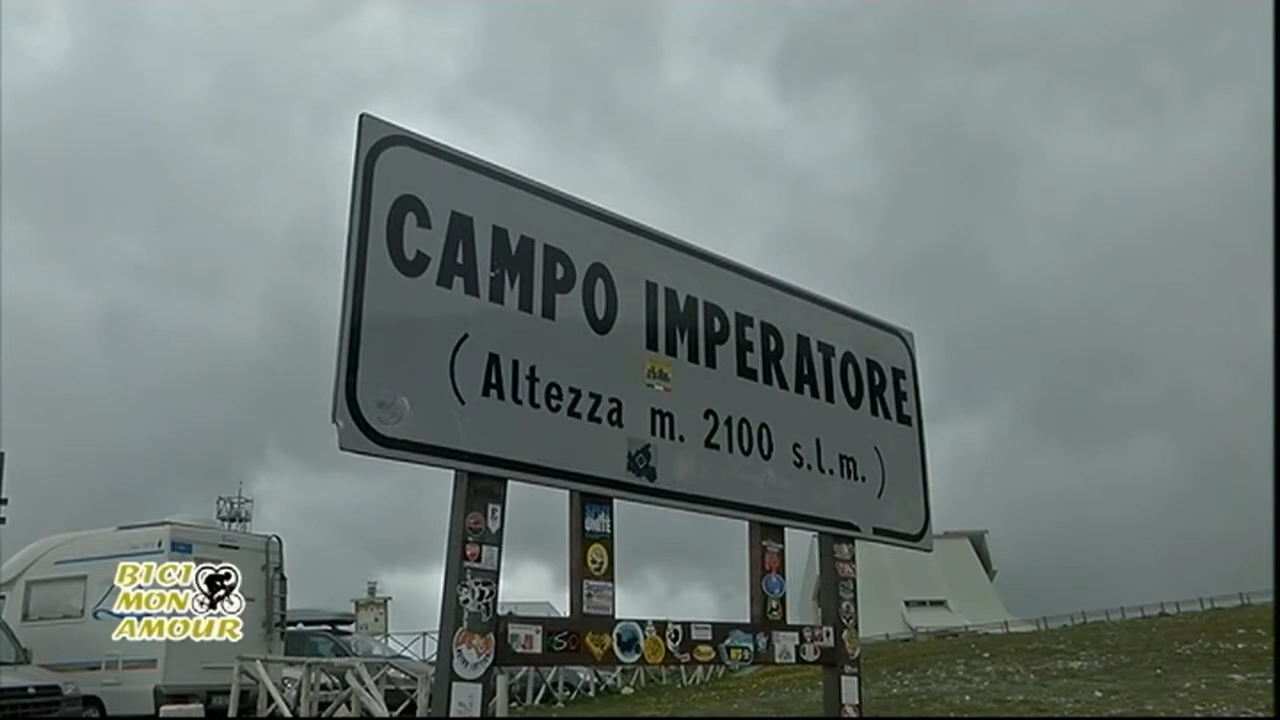 CAMPO IMPERATORE
(Altezza m. 2100 s.l.m.)
BICI
MON
AMOUR